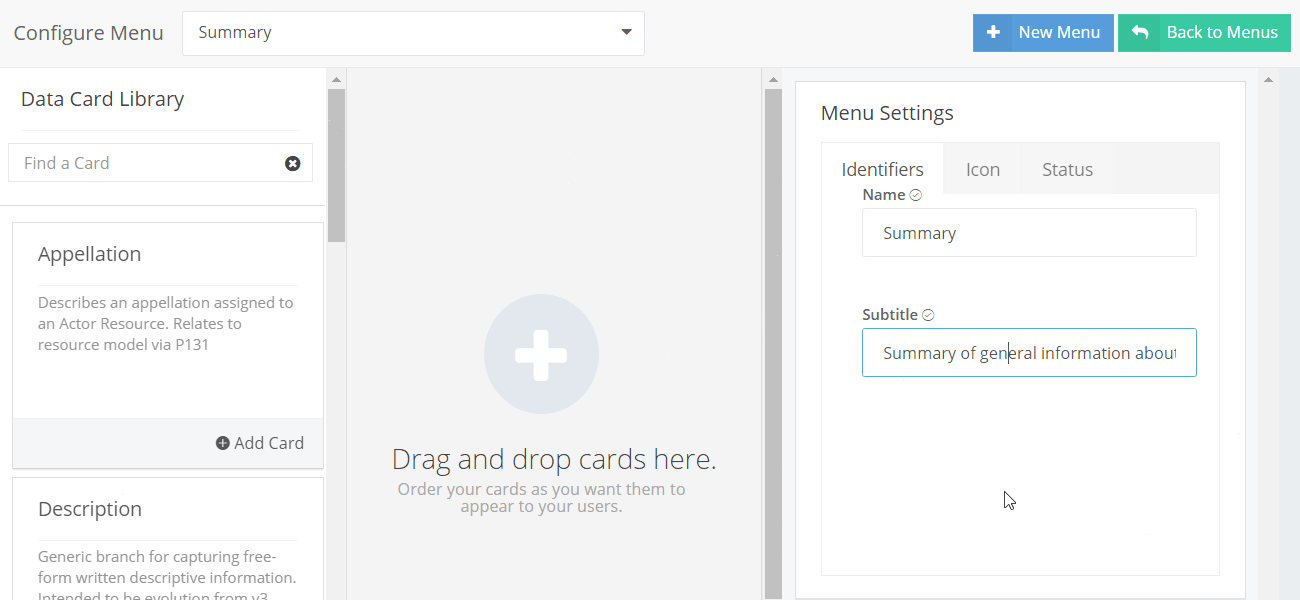 Configure Menu
Summary
New Menu
Back to Menus
Data Card Library
Find a Card
Appellation
Describes an appellation assigned to
an Actor Resource. Relates to
resource model via P131
Add Card
Description
Generic branch for capturing free-
form written descriptive information.
Intended to be evolution from v3
Drag and drop cards here.
Order your cards as you want them to
appear to your users.
Menu Settings
Identifiers
Icon
Status
Name
Summary
Subtitle
Summary of general information about